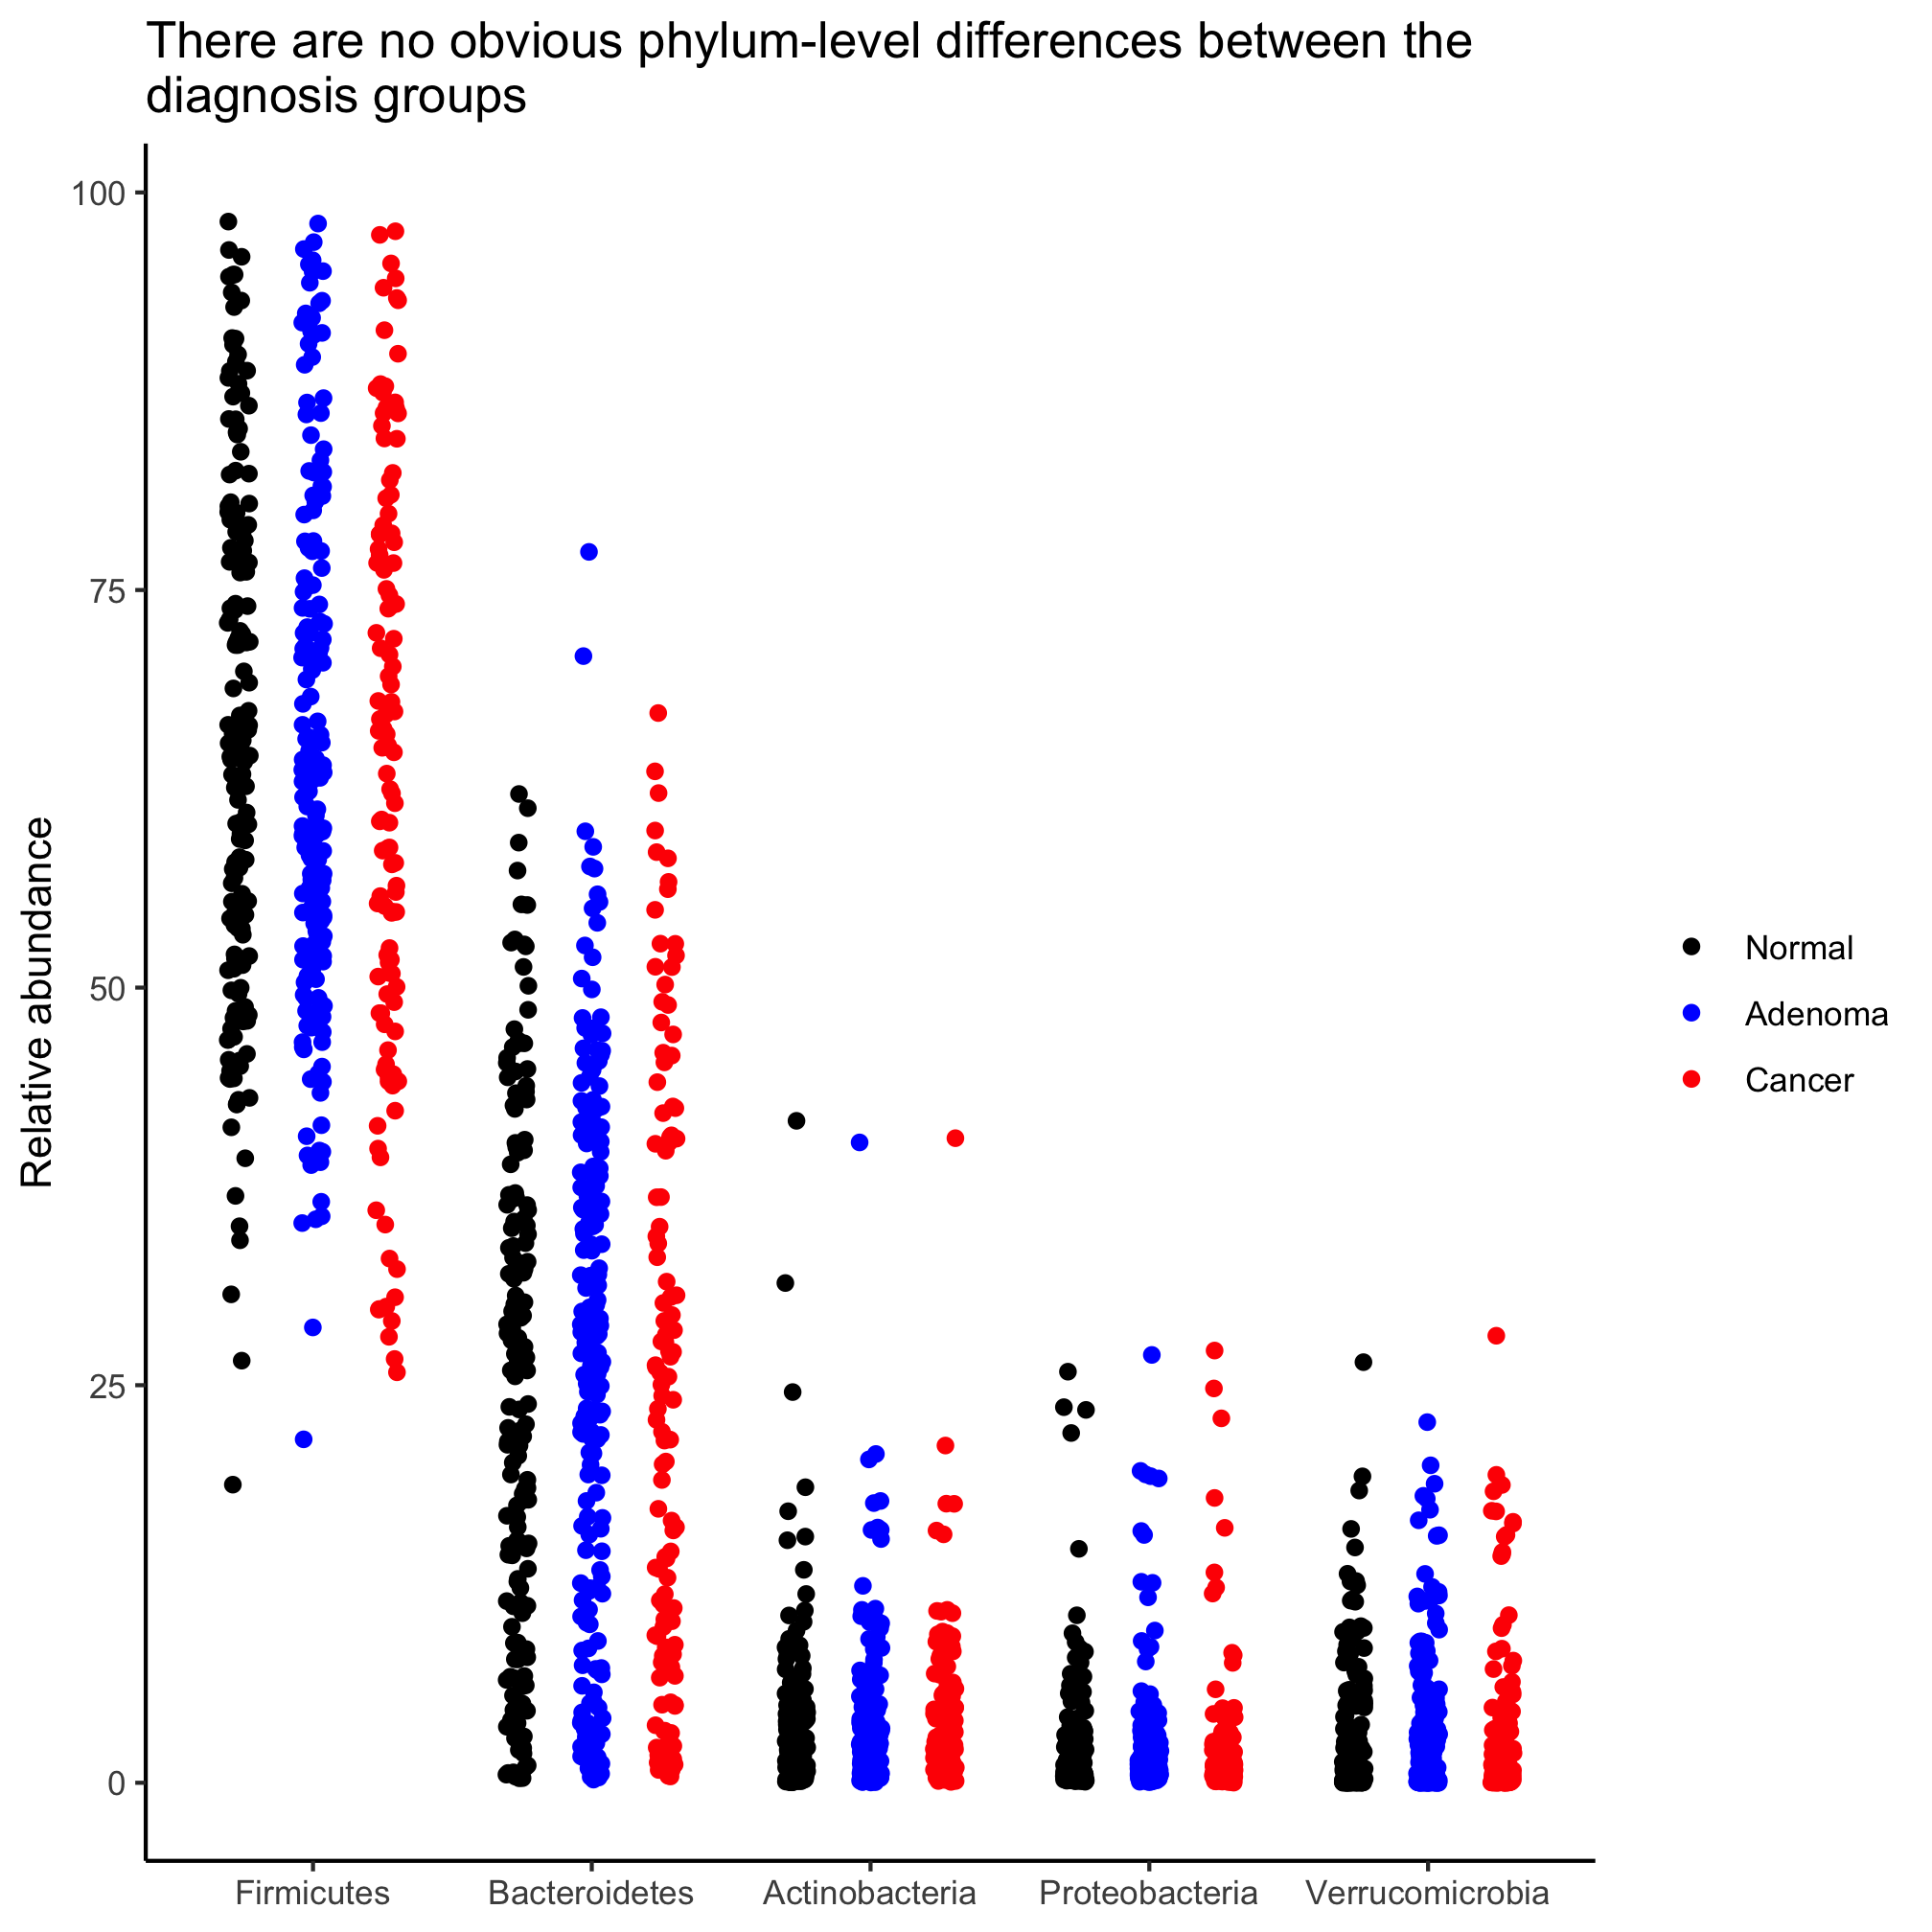 There are no obvious phylum-level differences between the
diagnosis groups
Relative abundance
100
75
50
25
0
Firmicutes
Bacteroidetes
Actinobacteria
Proteobacteria
Verrucomicrobia
Normal
Adenoma
Cancer